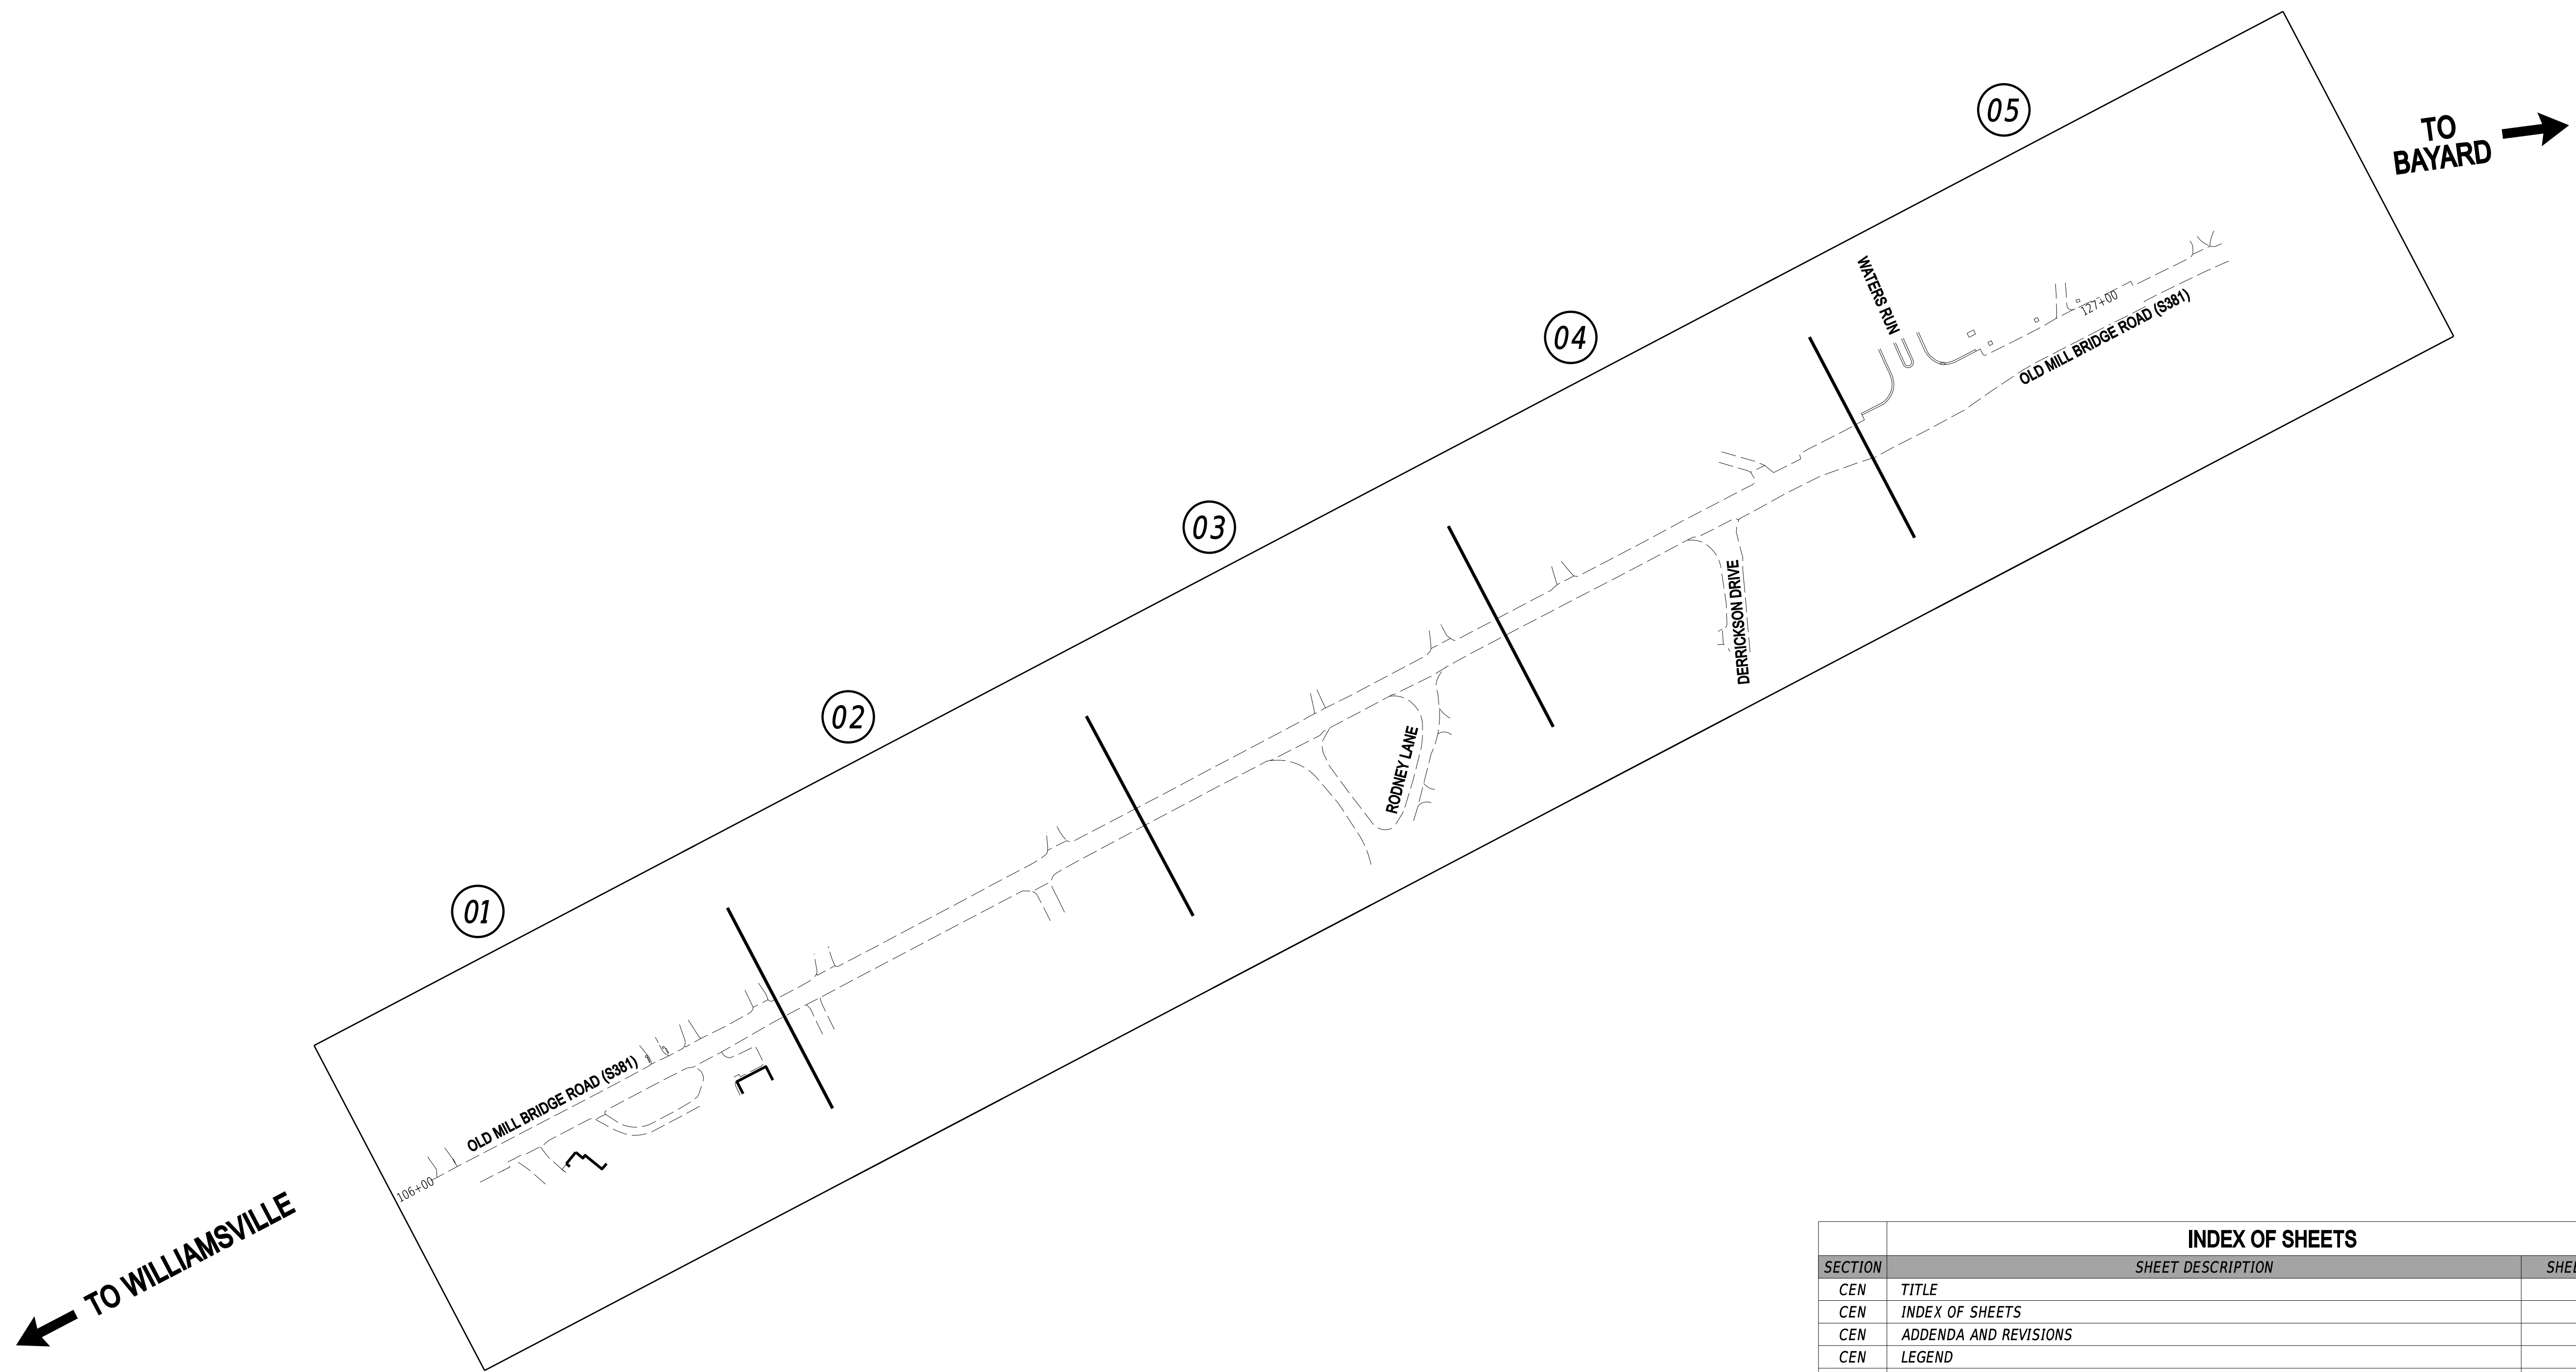 05
TO
BAYARD
04
WATERS RUN
127+00
OLD MILL BRIDGE ROAD (S381)
03
DERRICKSON DRIVE
02
RODNEY LANE
01
OLD MILL BRIDGE ROAD (S381)
106+00
TO WILLIAMSVILLE
INDEX OF SHEETS
SECTION SHEET DESCRIPTION
CEN TITLE
CEN INDEX OF SHEETS
CEN ADDENDA AND REVISIONS
CEN LEGEND